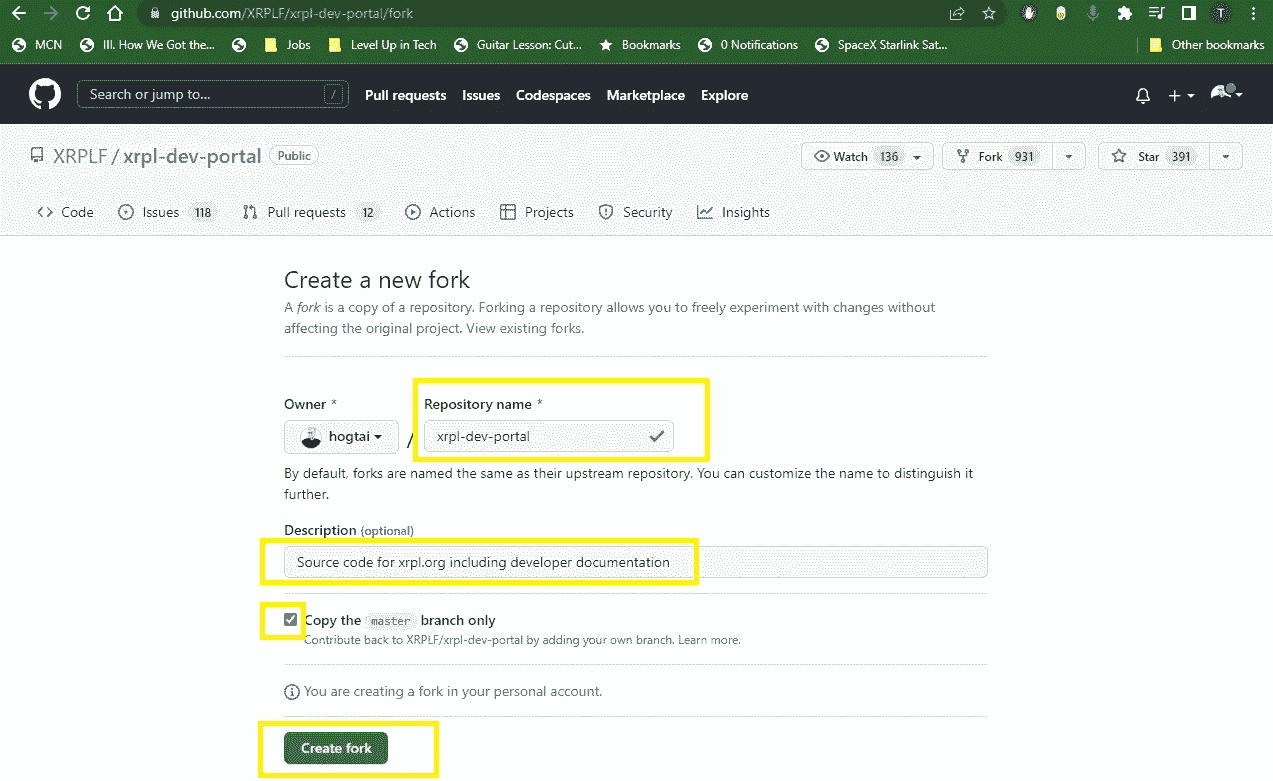 github.com/XRPLF/xrpl-dev-portal/fork
MCN III. How We Got the... Jobs Level Up in Tech Guitar Lesson: Cut... Bookmarks 0 Notifications SpaceX Starlink Sat... Other bookmarks
Search or jump to... / Pull requests Issues Codespaces Marketplace Explore
XRPLF / xrpl-dev-portal Public Watch 136 Fork 931 Star 391
Code Issues 118 Pull requests 12 Actions Projects Security Insights
Create a new fork
A fork is a copy of a repository. Forking a repository allows you to freely experiment with changes without
affecting the original project. View existing forks.
Owner * Repository name *
hogtai / xrpl-dev-portal
By default, forks are named the same as their upstream repository. You can customize the name to distinguish it
further.
Description (optional)
Source code for xrpl.org including developer documentation
Copy the master branch only
Contribute back to XRPLF/xrpl-dev-portal by adding your own branch. Learn more.
You are creating a fork in your personal account.
Create fork